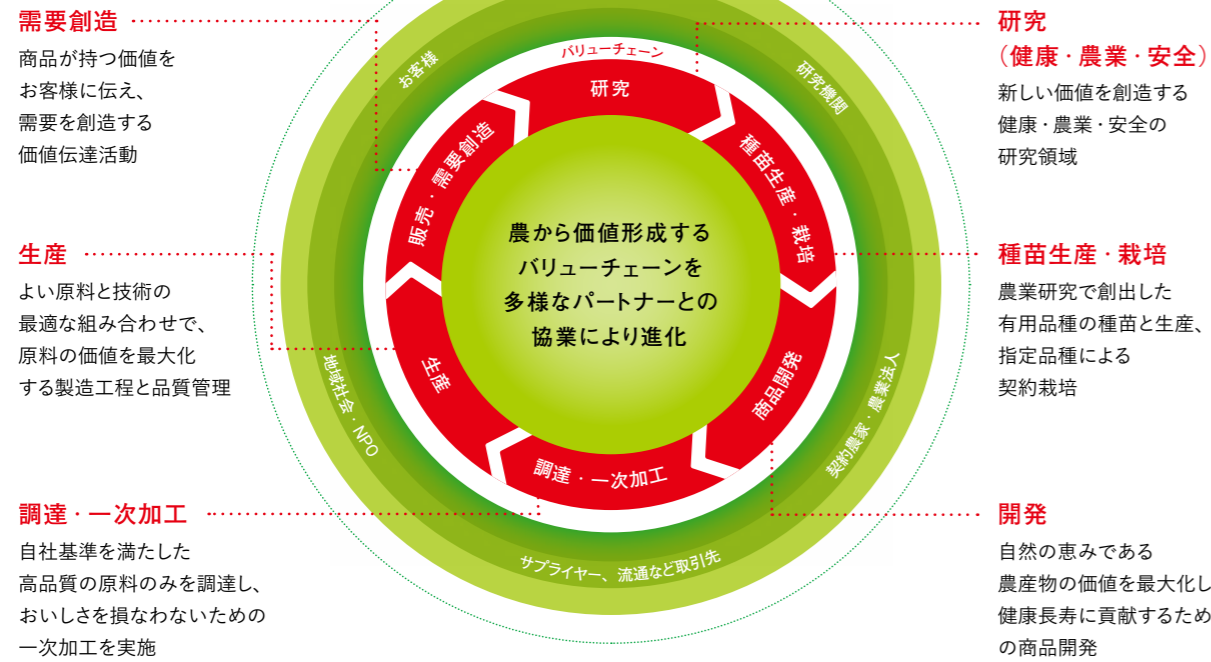 需要創造
商品が持つ価値を
お客様に伝え、
需要を創造する
価値伝達活動
生産
よい原料と技術の
最適な組み合わせで、
原料の価値を最大化
する製造工程と品質管理
調達・一次加工
自社基準を満たした
高品質の原料のみを調達し、
おいしさを損なわないための
一次加工を実施
バリューチェーン
研究
種苗生産・栽培
商品開発
調達・一次加工
生産
販売・需要創造
お客様
研究機関
契約農家・農業法人
サプライヤー、流通など取引先
地域社会・NPO
農から価値形成する
バリューチェーンを
多様なパートナーとの
協業により進化
研究
（健康・農業・安全）
新しい価値を創造する
健康・農業・安全の
研究領域
種苗生産・栽培
農業研究で創出した
有用品種の種苗と生産、
指定品種による
契約栽培
開発
自然の恵みである
農産物の価値を最大化し
健康長寿に貢献するため
の商品開発